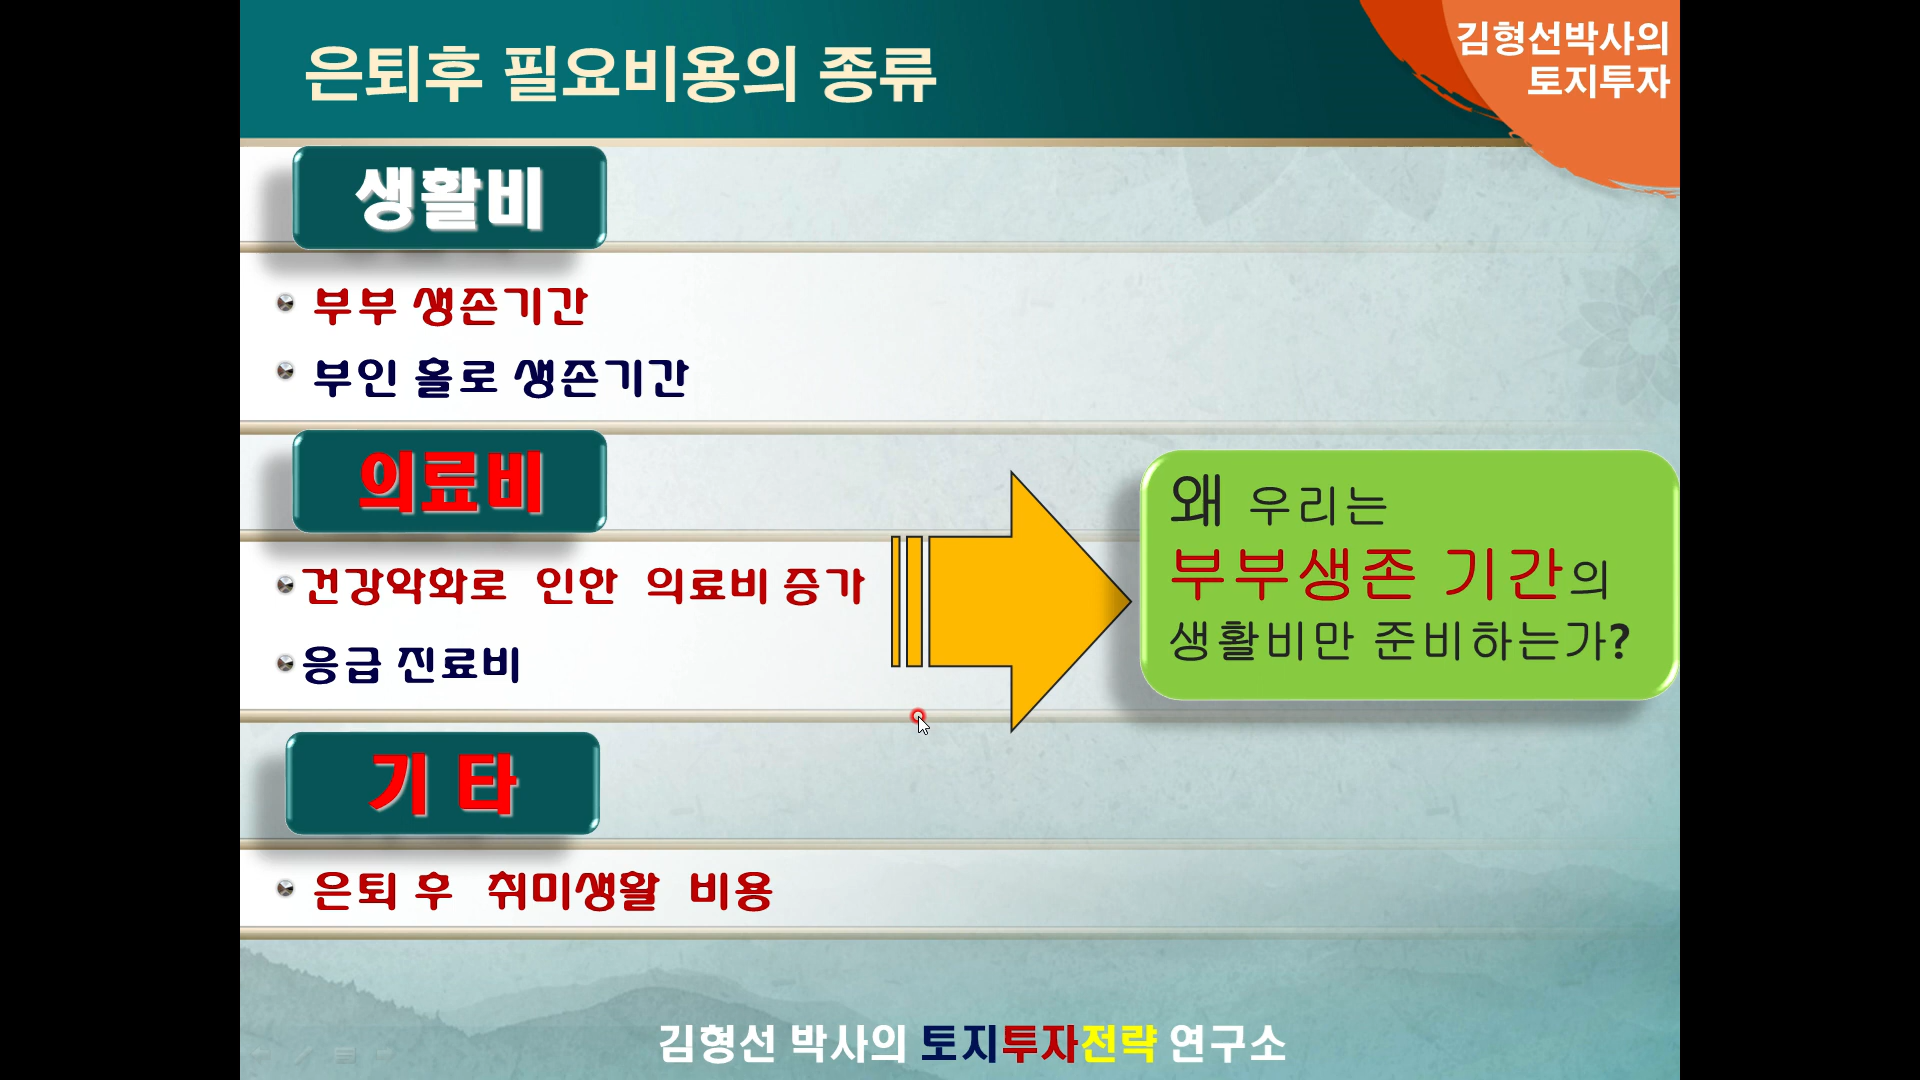 은퇴후 필요비용의 종류
김형선박사의
토지투자
생활비
부부 생존기간
부인 홀로 생존기간
의료비
건강악화로 인한 의료비 증가
응급 진료비
왜 우리는
부부생존 기간의
생활비만 준비하는가?
기 타
은퇴 후 취미생활 비용
김형선 박사의 토지투자전략 연구소